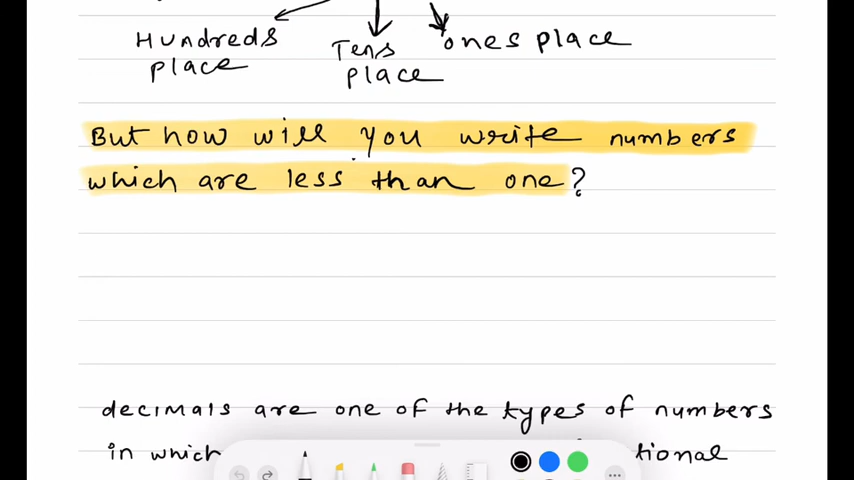 Hundreds Tens ones place
place place
But how will you write numbers
which are less than one?
decimals are one of the types of numbers
in which